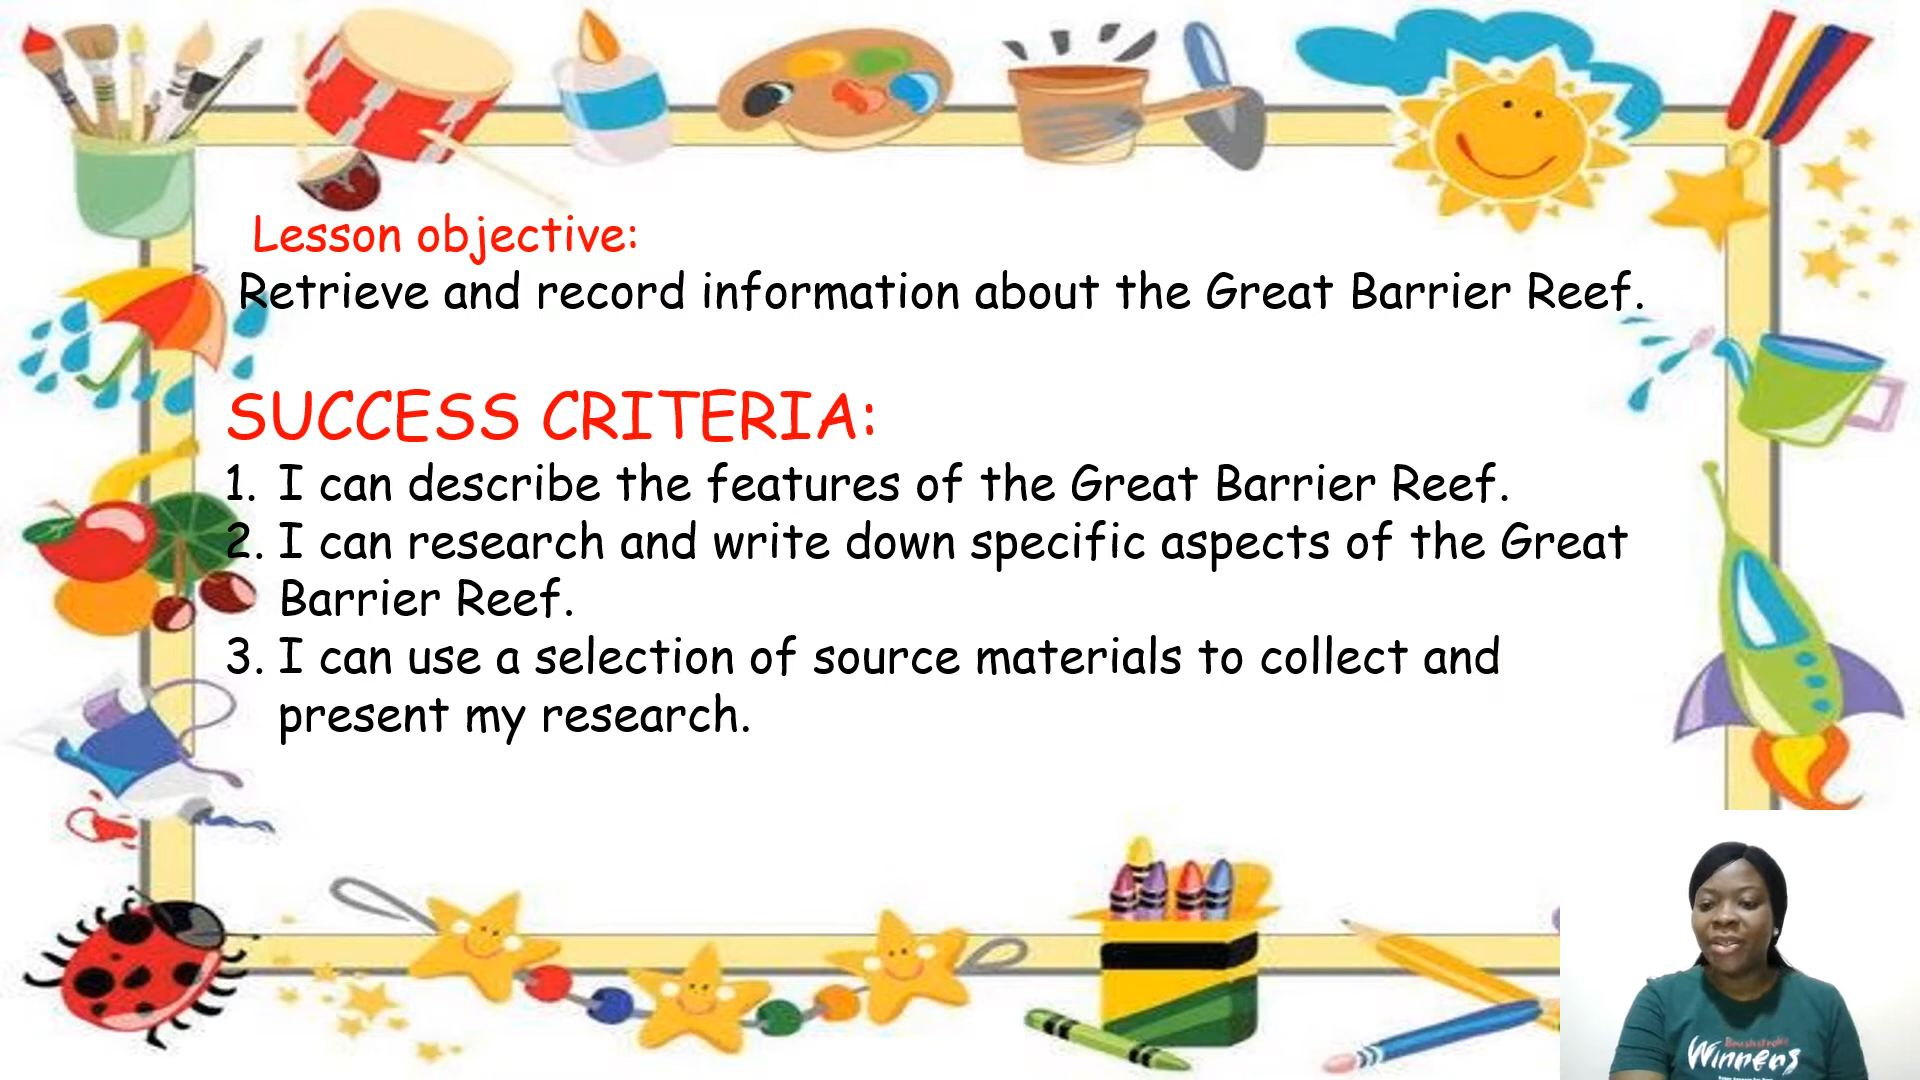 Lesson objective:
Retrieve and record information about the Great Barrier Reef.
SUCCESS CRITERIA:
1. I can describe the features of the Great Barrier Reef.
2. I can research and write down specific aspects of the Great
Barrier Reef.
3. I can use a selection of source materials to collect and
present my research.
Brushstroke
Winners